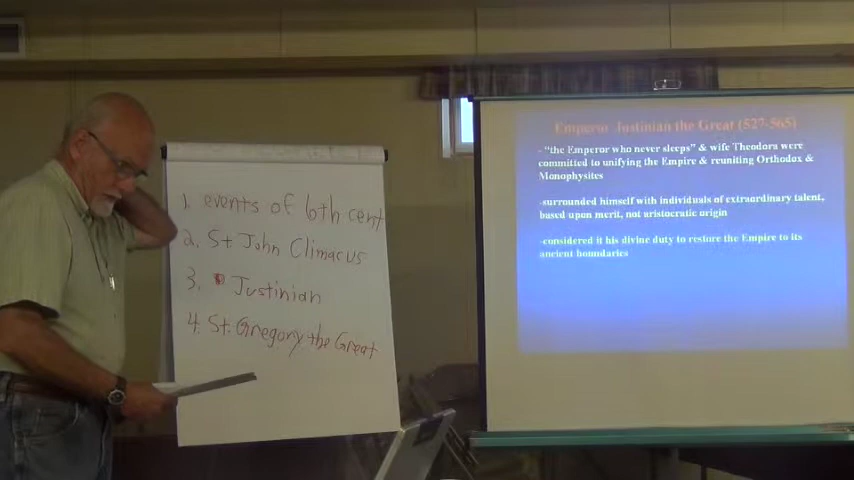 1. events of 6th cent
2. St. John Climacus
3. Justinian
4. St. Gregory the Great
Emperor Justinian the Great (527-565)
- "the Emperor who never sleeps" & wife Theodora were
committed to unifying the Empire & reuniting Orthodox &
Monophysites
-surrounded himself with individuals of extraordinary talent,
based upon merit, not aristocratic origin
-considered it his divine duty to restore the Empire to its
ancient boundaries